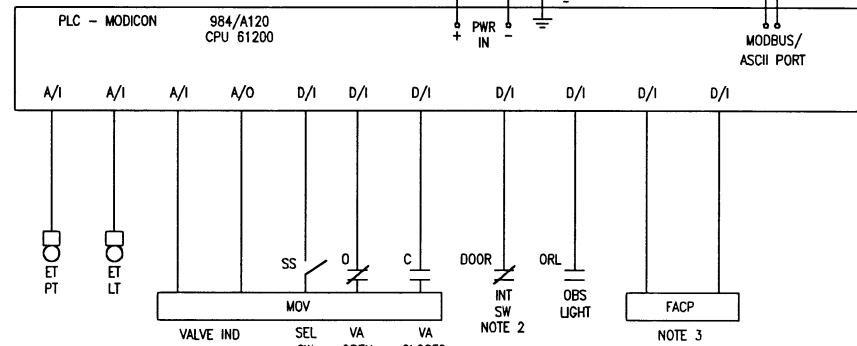 PLC - MODICON 984/A120
CPU 61200
+ PWR IN -
MODBUS/
ASCII PORT
A/I A/I A/I A/O D/I D/I D/I D/I D/I D/I D/I
SS O C DOOR ORL
ET
PT
ET
LT
INT
SW
NOTE 2
OBS
LIGHT
MOV
FACP
VALVE IND
SEL
VA
VA
NOTE 3